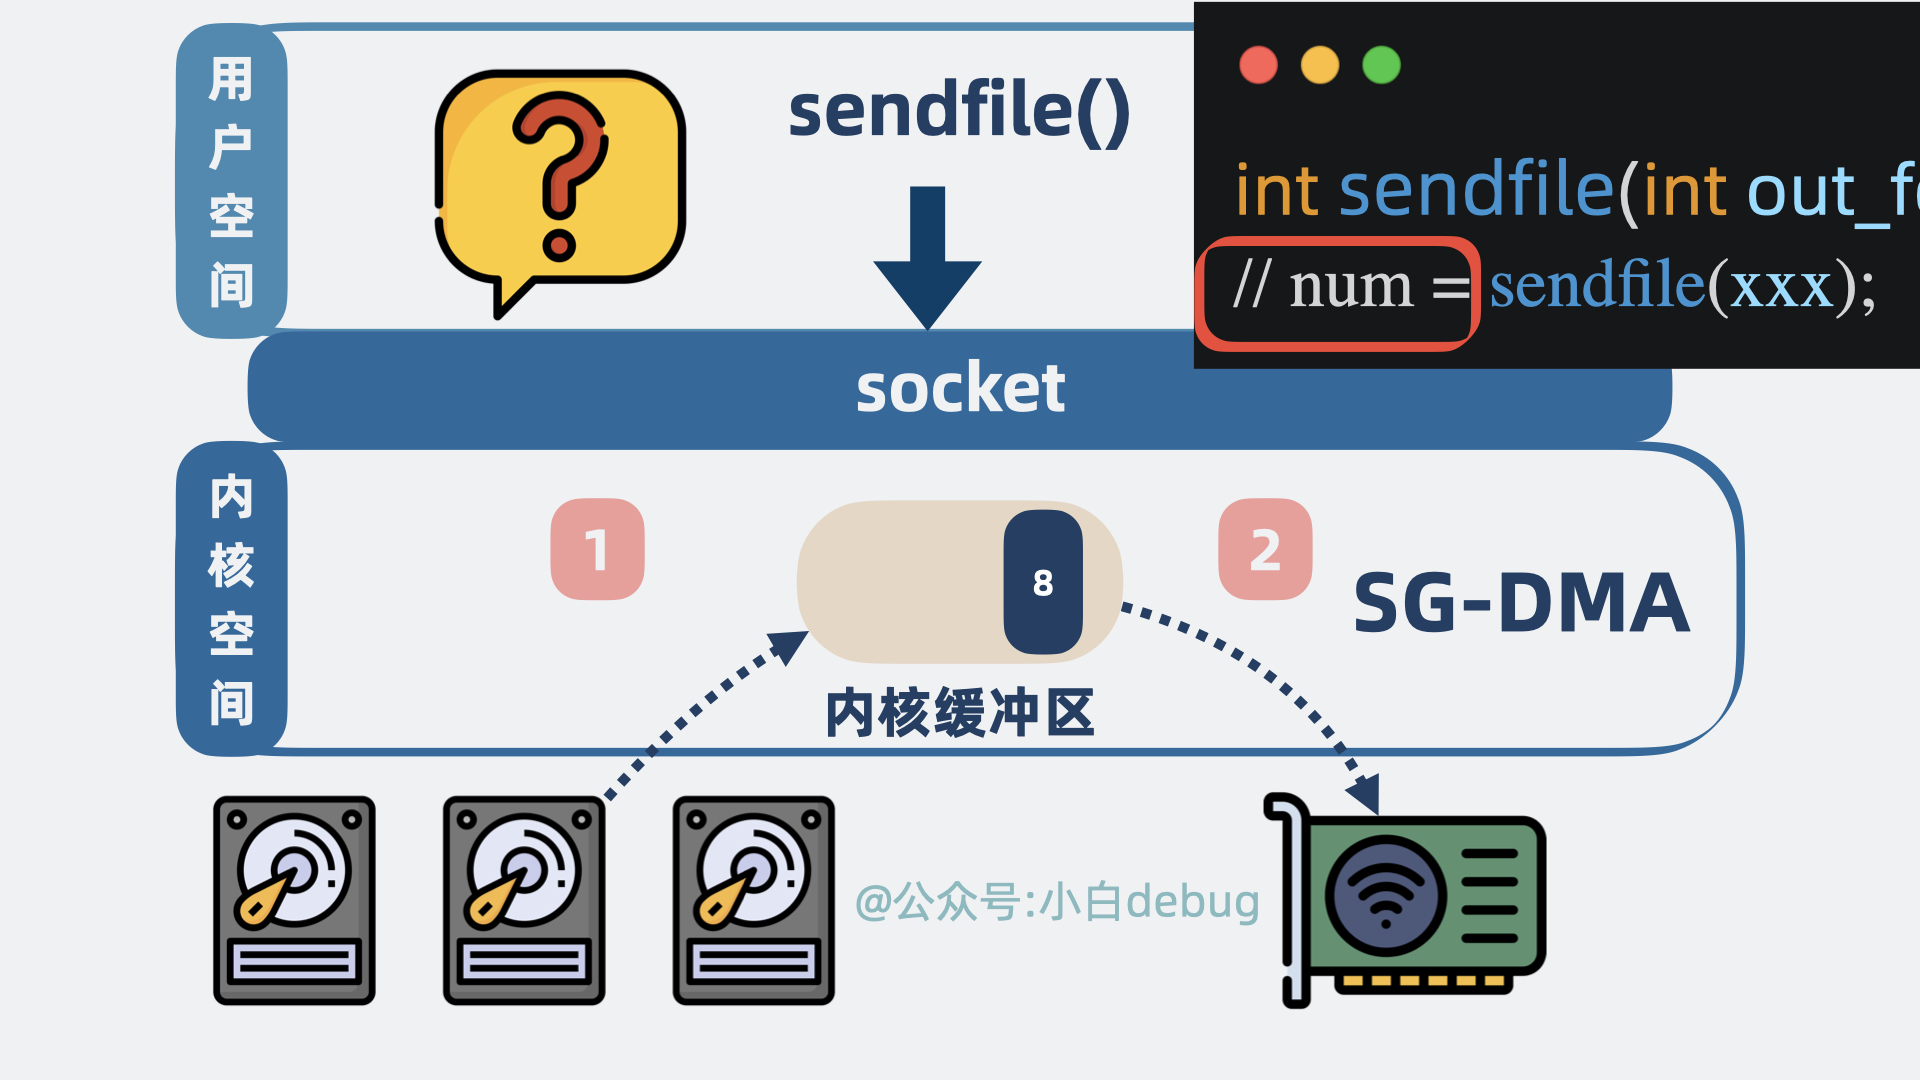 用户空间
sendfile()
int sendfile(int out_f
// num = sendfile(xxx);
socket
内核空间
1
8
2
SG-DMA
内核缓冲区
@公众号:小白debug